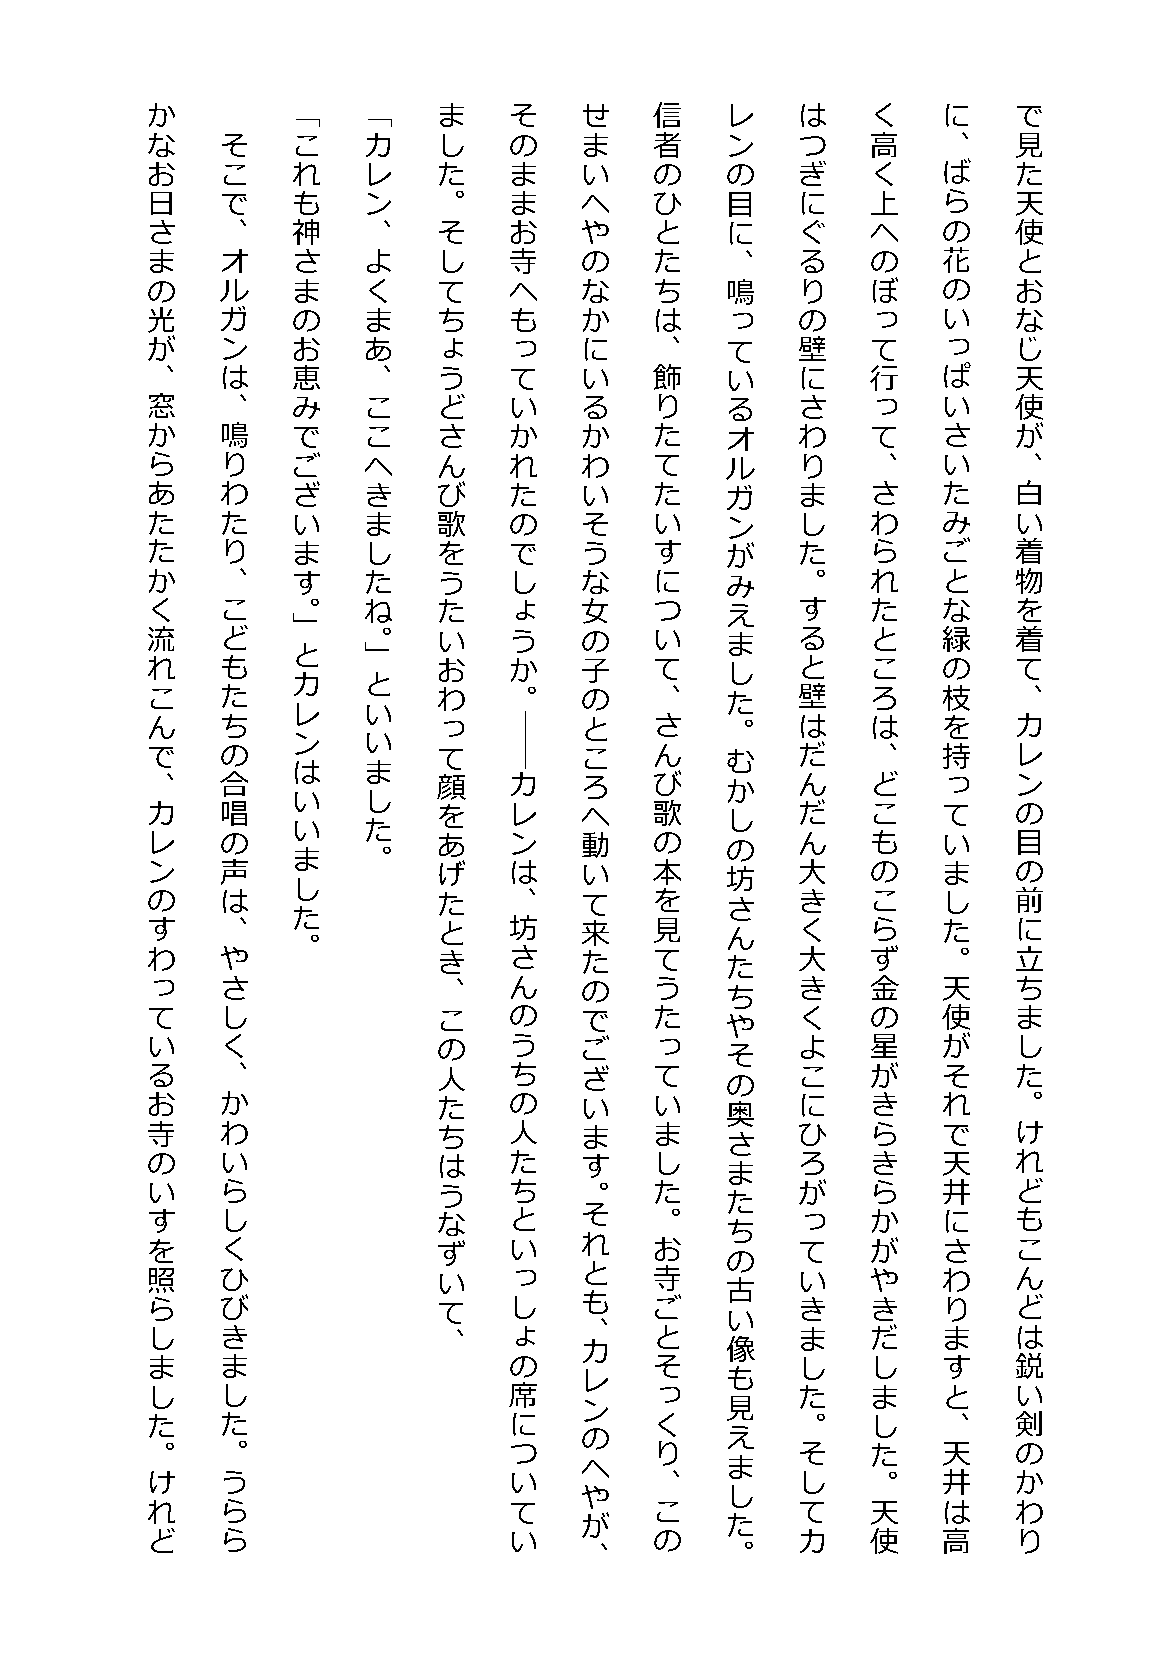 で見た天使とおなじ天使が、白い着物を着て、カレンの目の前に立ちました。けれどもこんどは鋭い剣のかわり
に、ばらの花のいっぱいさいたみごとな緑の枝を持っていました。天使がそれで天井にさわりますと、天井は高
く高く上へのぼって行って、さわられたところは、どこものこらず金の星がきらきらかがやきだしました。天使
はつぎにぐるりの壁にさわりました。すると壁はだんだん大きく大きくよこにひろがっていきました。そしてカ
レンの目に、鳴っているオルガンがみえました。むかしの坊さんたちやその奥さまたちの古い像も見えました。
信者のひとたちは、飾りたてたいすについて、さんび歌の本を見てうたっていました。お寺ごとそっくり、この
せまいへやのなかにいるかわいそうな女の子のところへ動いて来たのでございます。それとも、カレンのへやが、
そのままお寺へもっていかれたのでしょうか。――カレンは、坊さんのうちの人たちといっしょの席についてい
ました。そしてちょうどさんび歌をうたいおわって顔をあげたとき、この人たちはうなずいて、
「カレン、よくまあ、ここへきましたね。」といいました。
「これも神さまのお恵みでございます。」とカレンはいいました。
　そこで、オルガンは、鳴りわたり、こどもたちの合唱の声は、やさしく、かわいらしくひびきました。うらら
かなお日さまの光が、窓からあたたかく流れこんで、カレンのすわっているお寺のいすを照らしました。けれど